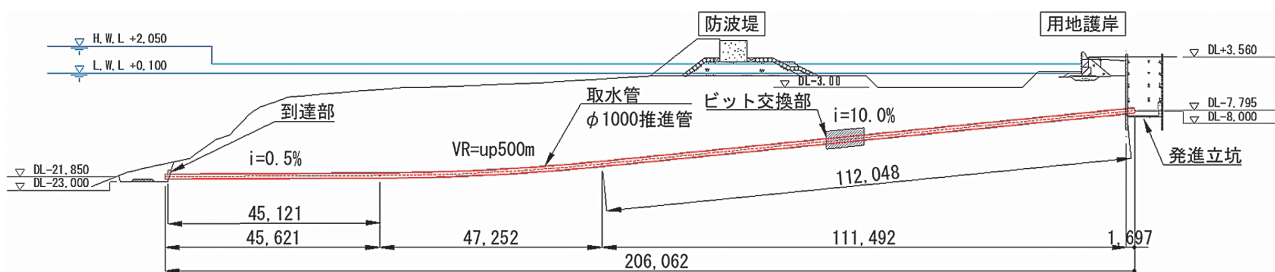 防波堤
用地護岸
H.W.L +2.050
L.W.L +0.100
DL+3.560
DL-3.00
取水管
φ1000推進管
ビット交換部
i=10.0%
到達部
DL-7.795
DL-8.000
VR=up500m
i=0.5%
発進立坑
DL-21.850
DL-23.000
112,048
45,121
45,621
47,252
111,492
1,697
206,062